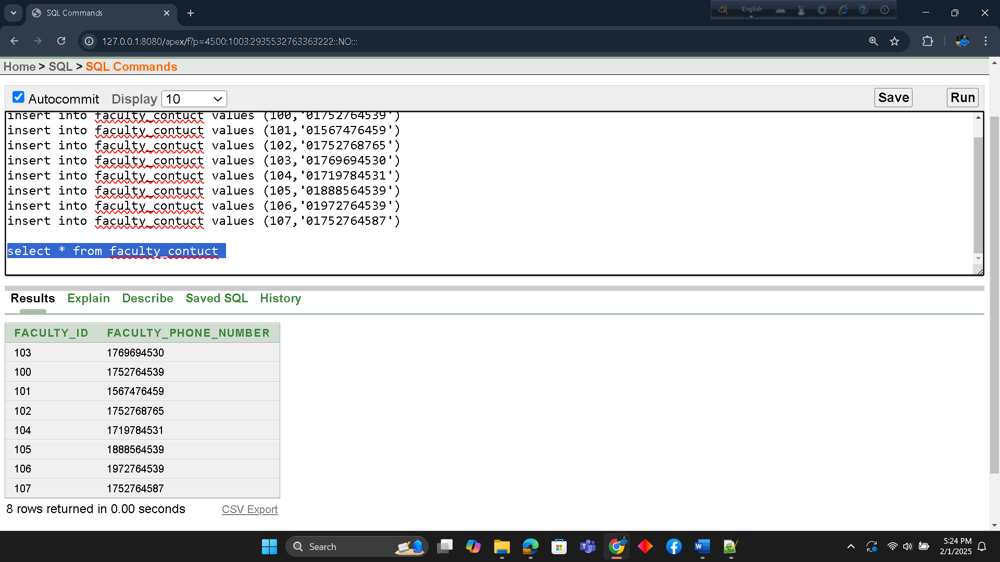 SQL Commands
English
127.0.0.1:8080/apex/f?p=4500:1003:2935532763363222::NO:::
Home > SQL > SQL Commands
Autocommit Display 10 Save Run
insert into faculty_contuct values (100,'01752764539')
insert into faculty_contuct values (101,'01567476459')
insert into faculty_contuct values (102,'01752768765')
insert into faculty_contuct values (103,'01769694530')
insert into faculty_contuct values (104,'01719784531')
insert into faculty_contuct values (105,'01888564539')
insert into faculty_contuct values (106,'01972764539')
insert into faculty_contuct values (107,'01752764587')
select * from faculty_contuct
Results Explain Describe Saved SQL History
FACULTY_ID FACULTY_PHONE_NUMBER
103 1769694530
100 1752764539
101 1567476459
102 1752768765
104 1719784531
105 1888564539
106 1972764539
107 1752764587
8 rows returned in 0.00 seconds CSV Export
Search
5:24 PM
2/1/2025